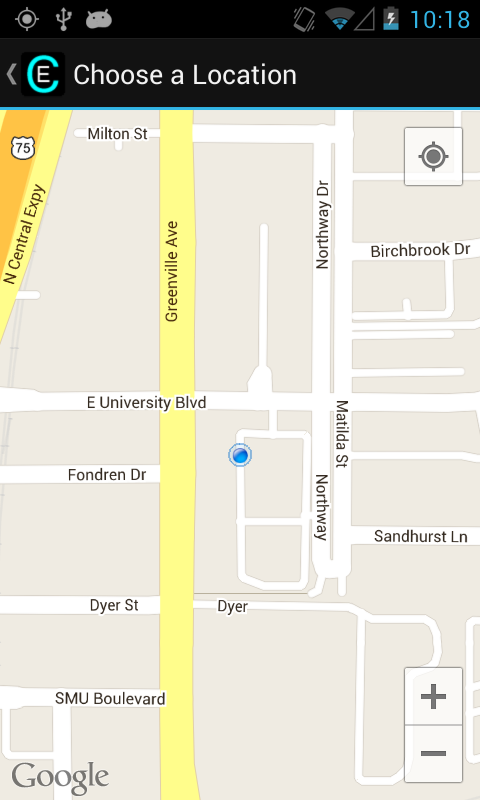 10:18
E Choose a Location
Milton St
75
N Central Expy
Greenville Ave
Northway Dr
Birchbrook Dr
E University Blvd
Matilda St
Fondren Dr
Northway
Sandhurst Ln
Dyer St
Dyer
SMU Boulevard
+
−
Google